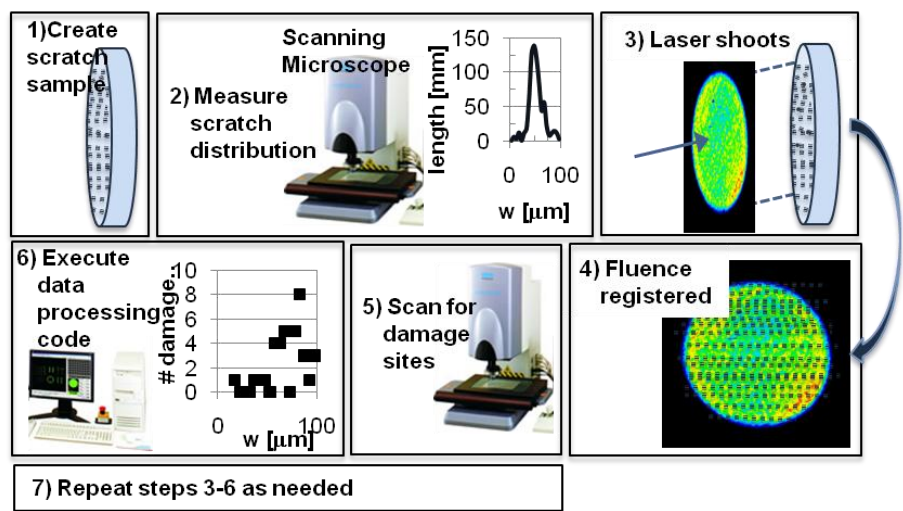 1)Create
scratch
sample
2) Measure
scratch
distribution
Scanning
Microscope
length [mm]
150
100
50
0
0 100
w [μm]
3) Laser shoots
4) Fluence
registered
5) Scan for
damage
sites
6) Execute
data
processing
code
# damage..
10
8
6
4
2
0
0 100
w [μm]
7) Repeat steps 3-6 as needed